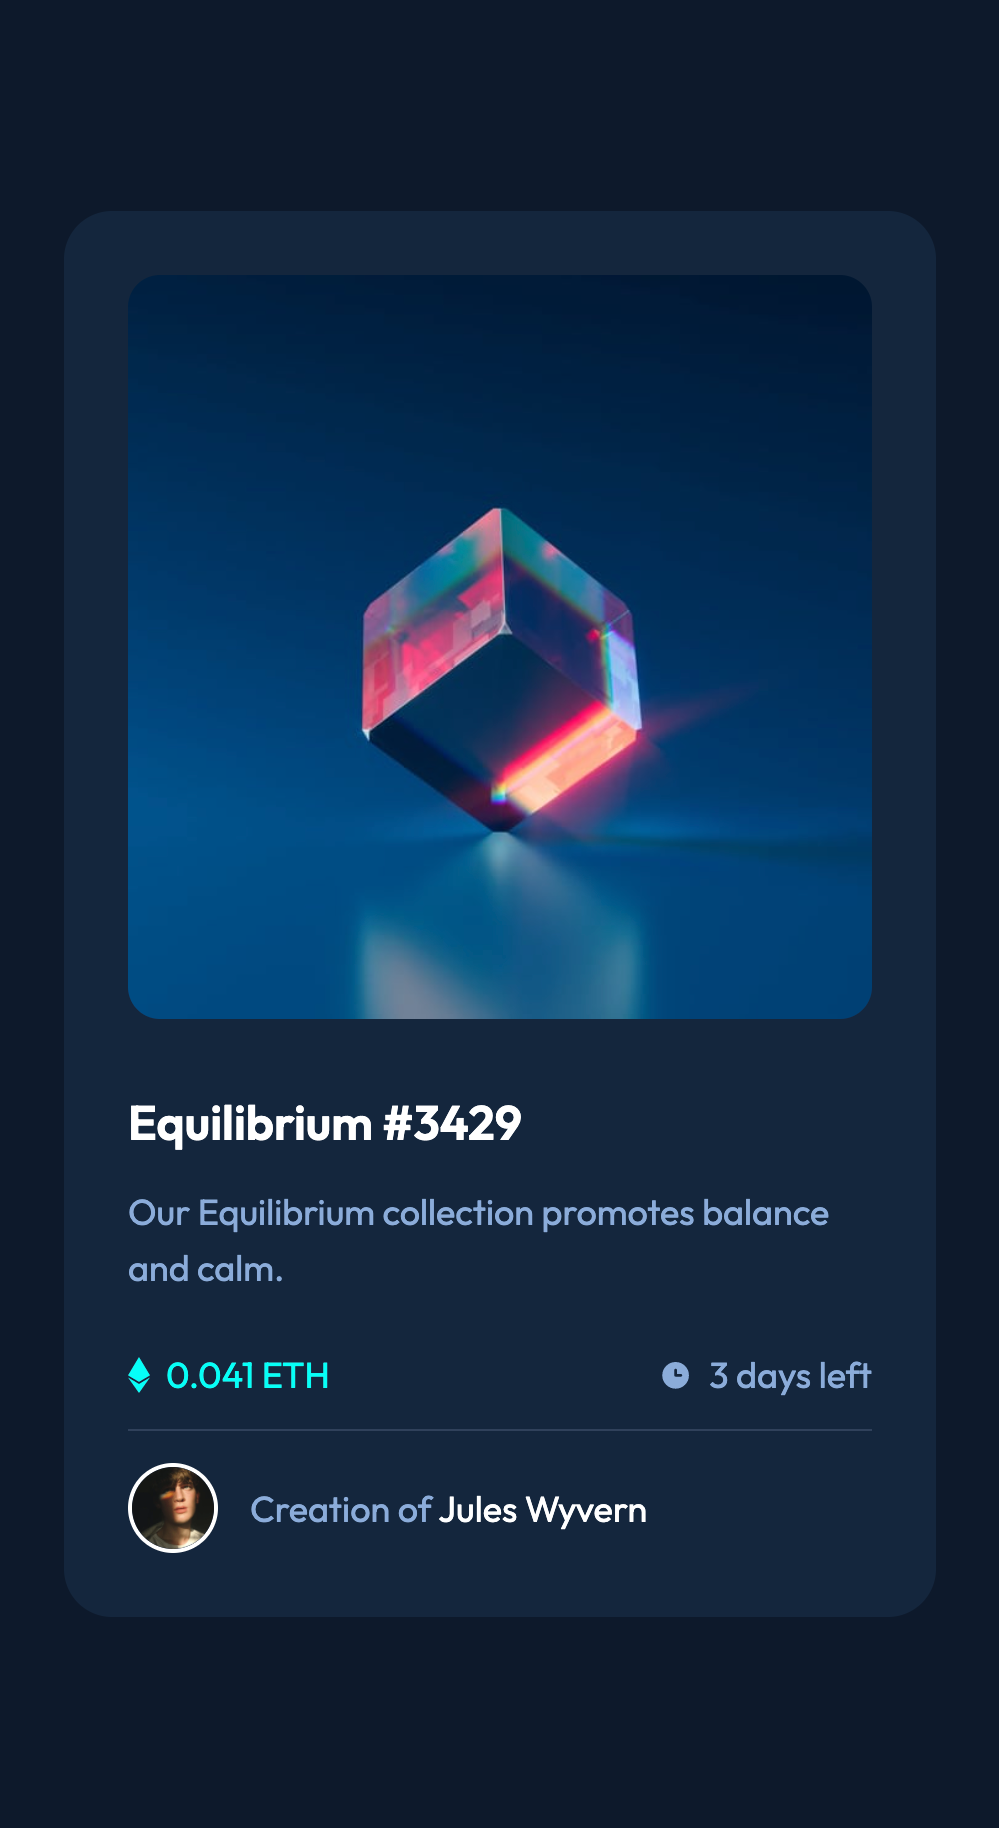 Equilibrium #3429
Our Equilibrium collection promotes balance
and calm.
0.041 ETH
3 days left
Creation of Jules Wyvern